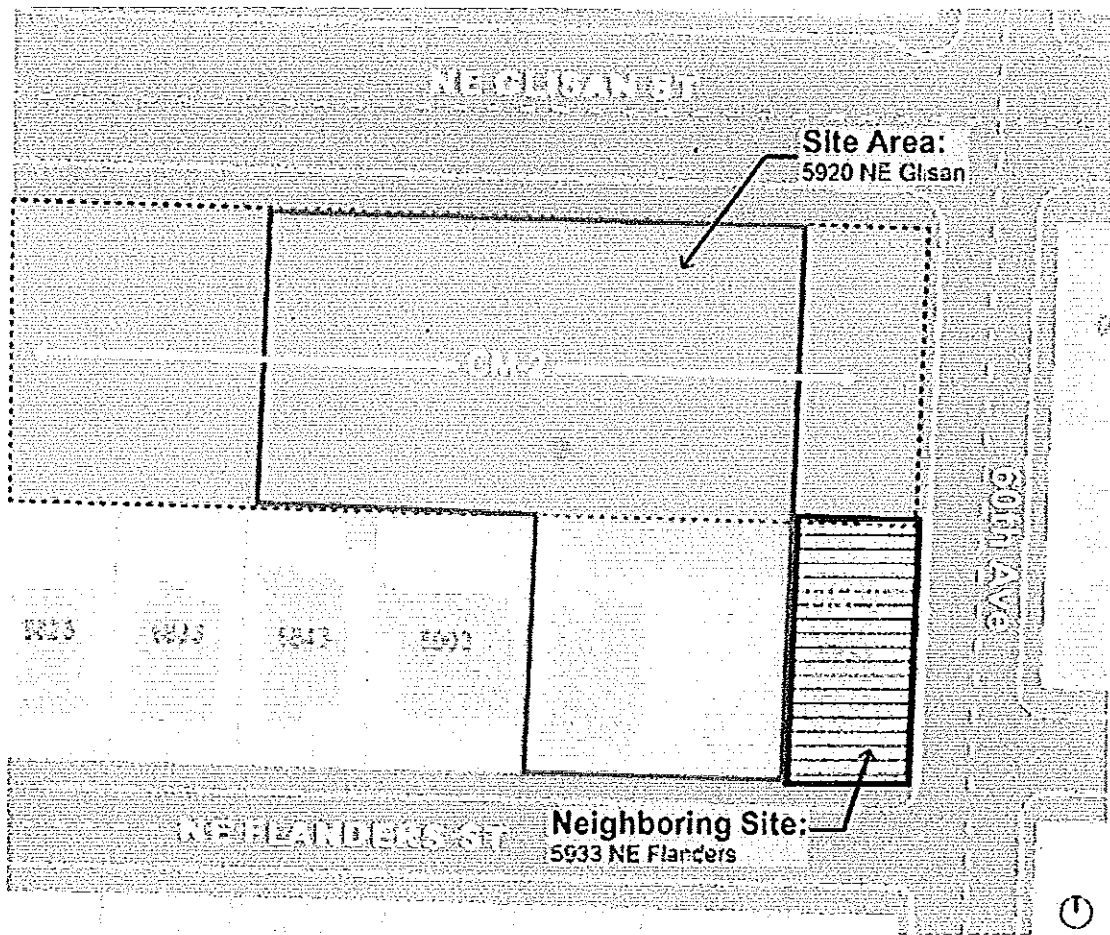 NE GLISAN ST
Site Area:
5920 NE Glisan
CM2
60th Ave
Neighboring Site:
5933 NE Flanders
NE FLANDERS ST